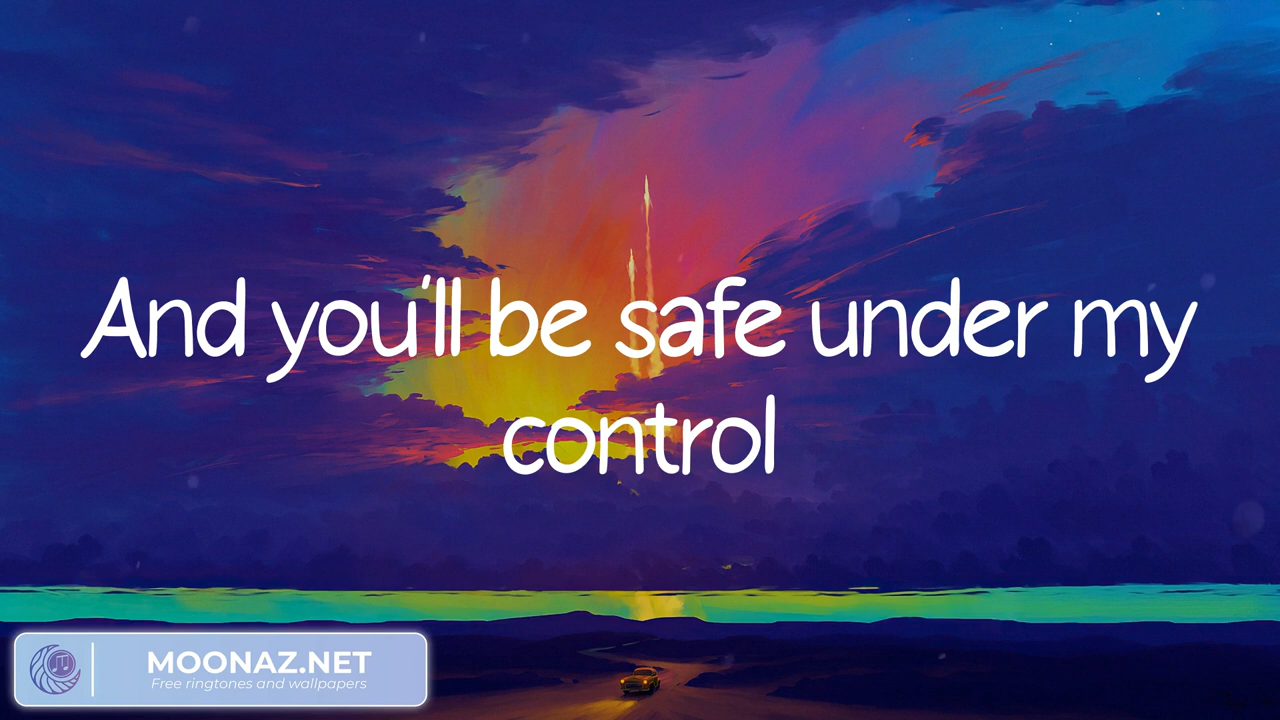 And you'll be safe under my
control
MOONAZ.NET
Free ringtones and wallpapers